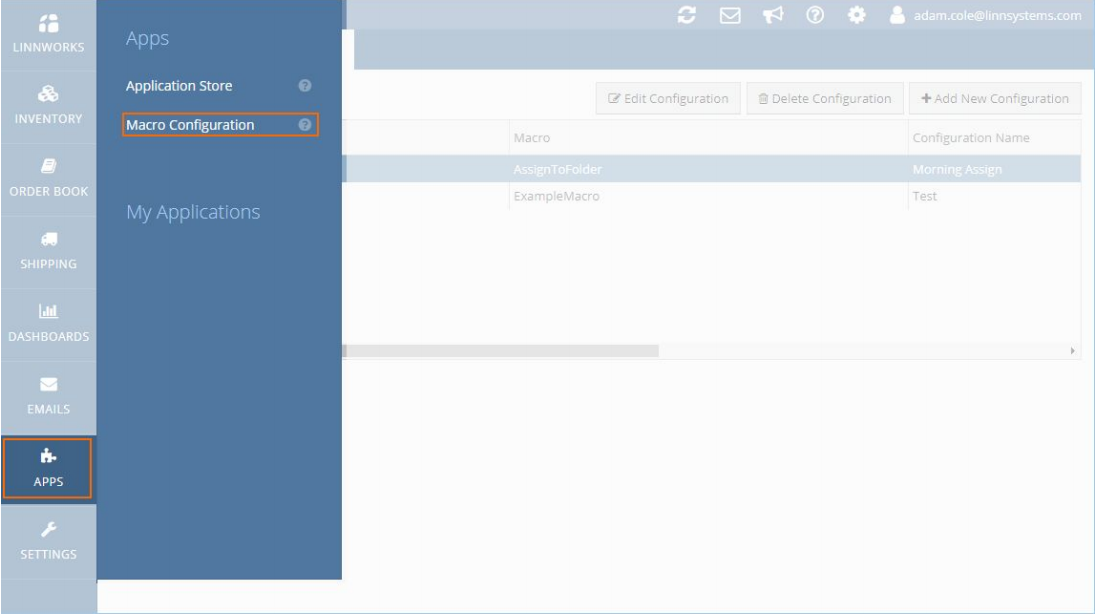 adam.cole@linnsystems.com
LINNWORKS
INVENTORY
ORDER BOOK
SHIPPING
DASHBOARDS
EMAILS
APPS
SETTINGS
Apps
Application Store
Macro Configuration
My Applications
Edit Configuration
Delete Configuration
+ Add New Configuration
Macro
Configuration Name
AssignToFolder
Morning Assign
ExampleMacro
Test